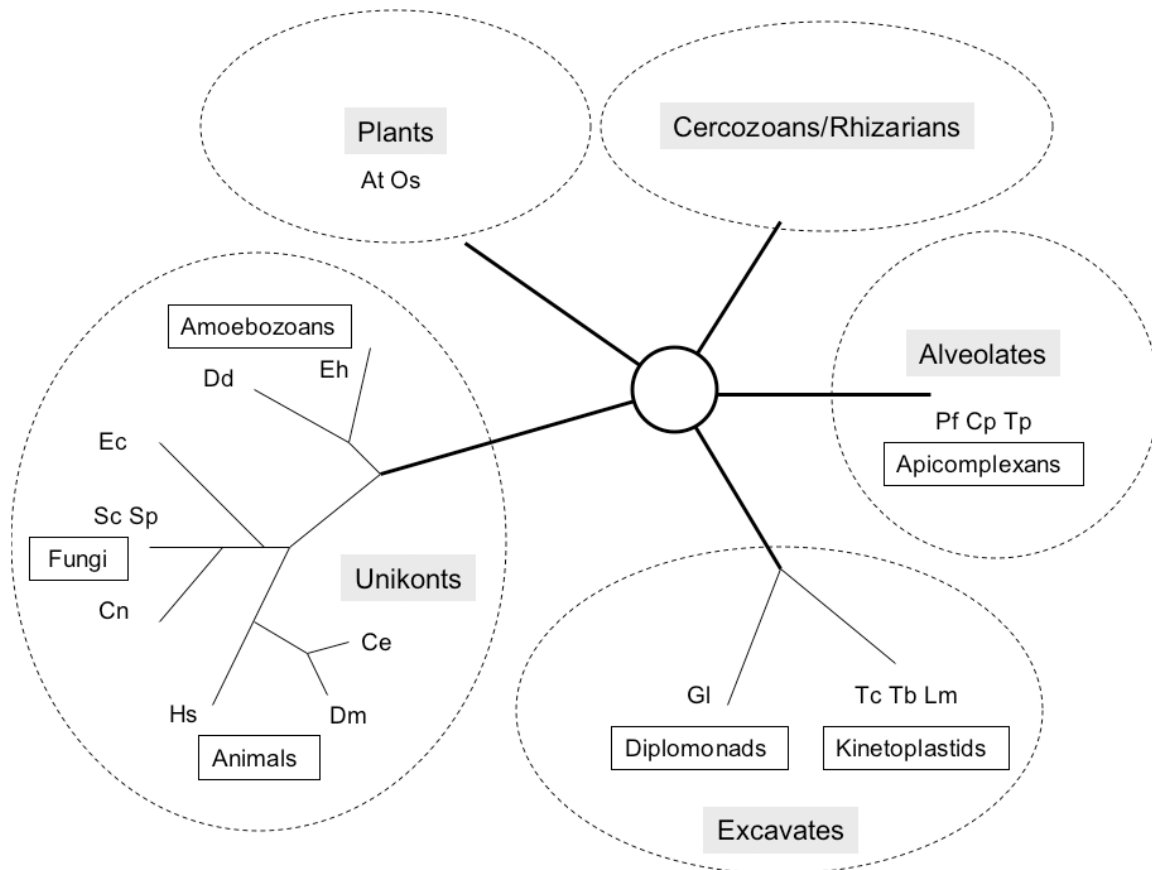 Plants
At Os
Cercozoans/Rhizarians
Alveolates
Pf Cp Tp
Apicomplexans
Amoebozoans
Dd
Eh
Ec
Sc Sp
Fungi
Cn
Unikonts
Ce
Hs
Dm
Animals
Gl
Tc Tb Lm
Diplomonads
Kinetoplastids
Excavates